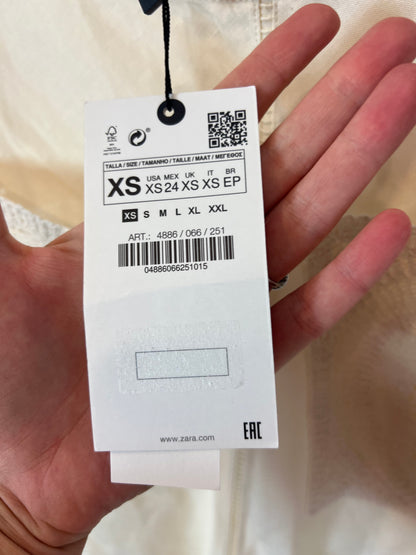 TALLA / SIZE / TAMANHO / TAILLE / MAAT / ΜΕΓΕΘΟΣ
XS USA XS MEX 24 UK XS IT XS BR EP
XS S M L XL XXL
ART.: 4886 / 066 / 251
04886066251015
www.zara.com
EAC